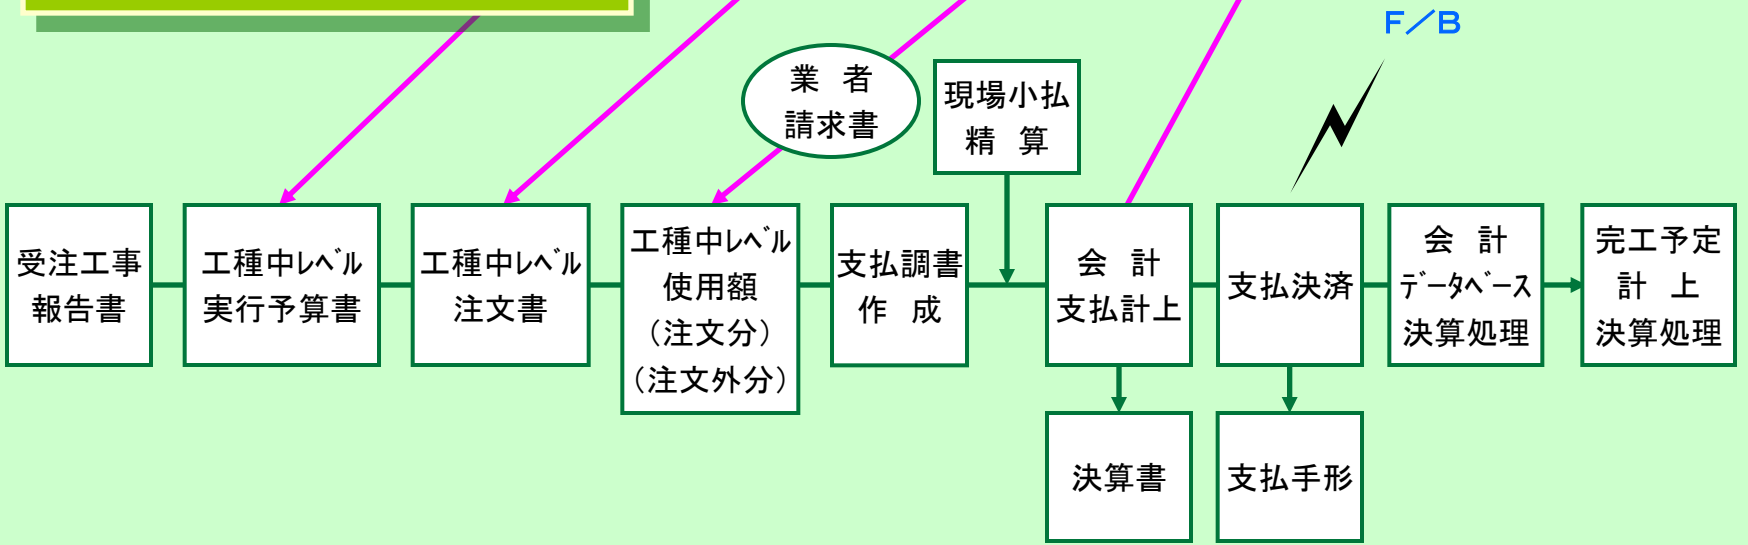 F／B
業　者
請求書
現場小払
精　算
受注工事
報告書
工種中ﾚﾍﾞﾙ
実行予算書
工種中ﾚﾍﾞﾙ
注文書
工種中ﾚﾍﾞﾙ
使用額
（注文分）
（注文外分）
支払調書
作　成
会　計
支払計上
支払決済
会　計
ﾃﾞｰﾀﾍﾞｰｽ
決算処理
完工予定
計　上
決算処理
決算書
支払手形